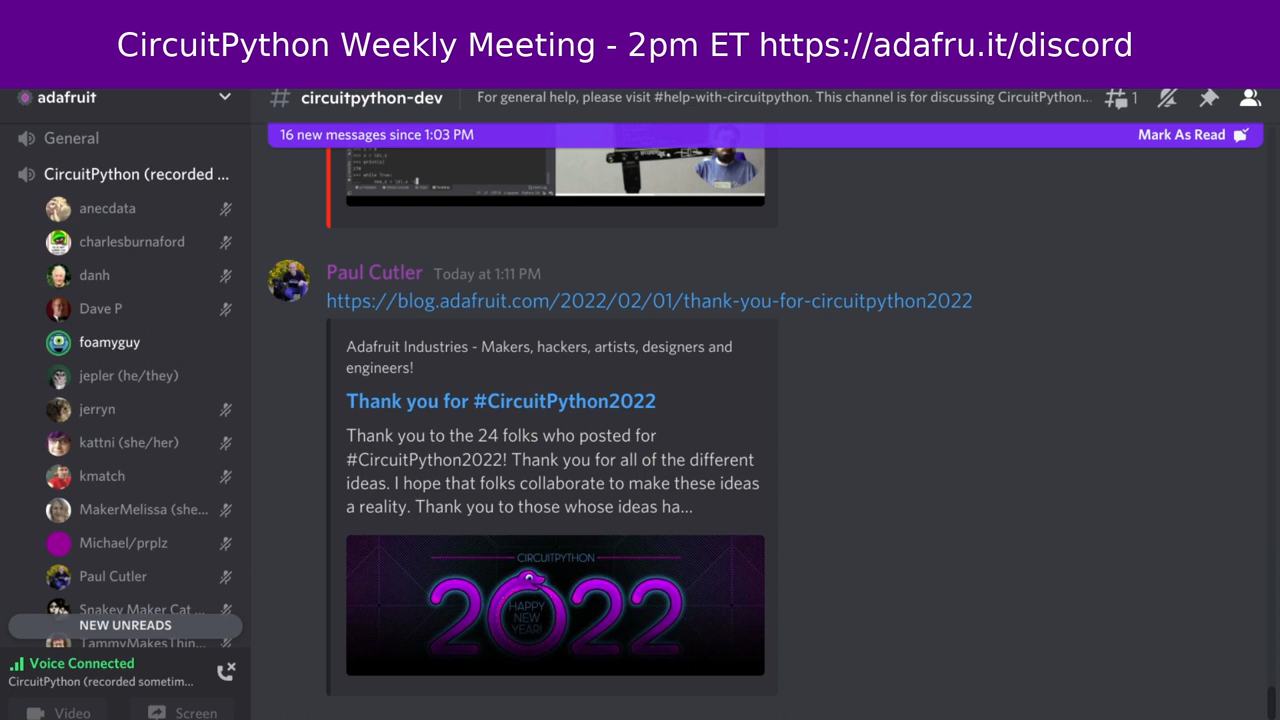 CircuitPython Weekly Meeting - 2pm ET https://adafru.it/discord
adafruit
# circuitpython-dev
For general help, please visit #help-with-circuitpython. This channel is for discussing CircuitPython...
1
16 new messages since 1:03 PM
Mark As Read
General
CircuitPython (recorded ...
anecdata
charlesburnaford
danh
Dave P
foamyguy
jepler (he/they)
jerryn
kattni (she/her)
kmatch
MakerMelissa (she...
Michael/prplz
Paul Cutler
Snakey Maker Cat ...
NEW UNREADS
TammyMakesThin...
Voice Connected
CircuitPython (recorded sometim...
Video
Screen
Paul Cutler Today at 1:11 PM
https://blog.adafruit.com/2022/02/01/thank-you-for-circuitpython2022
Adafruit Industries - Makers, hackers, artists, designers and
engineers!
Thank you for #CircuitPython2022
Thank you to the 24 folks who posted for
#CircuitPython2022! Thank you for all of the different
ideas. I hope that folks collaborate to make these ideas
a reality. Thank you to those whose ideas ha...
CIRCUITPYTHON
2022
HAPPY
NEW
YEAR!